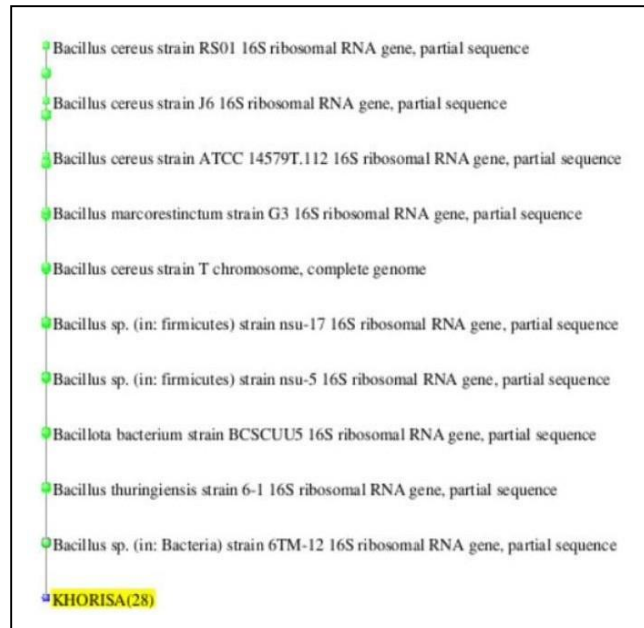 Bacillus cereus strain RS01 16S ribosomal RNA gene, partial sequence
Bacillus cereus strain J6 16S ribosomal RNA gene, partial sequence
Bacillus cereus strain ATCC 14579T.112 16S ribosomal RNA gene, partial sequence
Bacillus marcorestinctum strain G3 16S ribosomal RNA gene, partial sequence
Bacillus cereus strain T chromosome, complete genome
Bacillus sp. (in: firmicutes) strain nsu-17 16S ribosomal RNA gene, partial sequence
Bacillus sp. (in: firmicutes) strain nsu-5 16S ribosomal RNA gene, partial sequence
Bacillota bacterium strain BCSCUU5 16S ribosomal RNA gene, partial sequence
Bacillus thuringiensis strain 6-1 16S ribosomal RNA gene, partial sequence
Bacillus sp. (in: Bacteria) strain 6TM-12 16S ribosomal RNA gene, partial sequence
KHORISA(28)